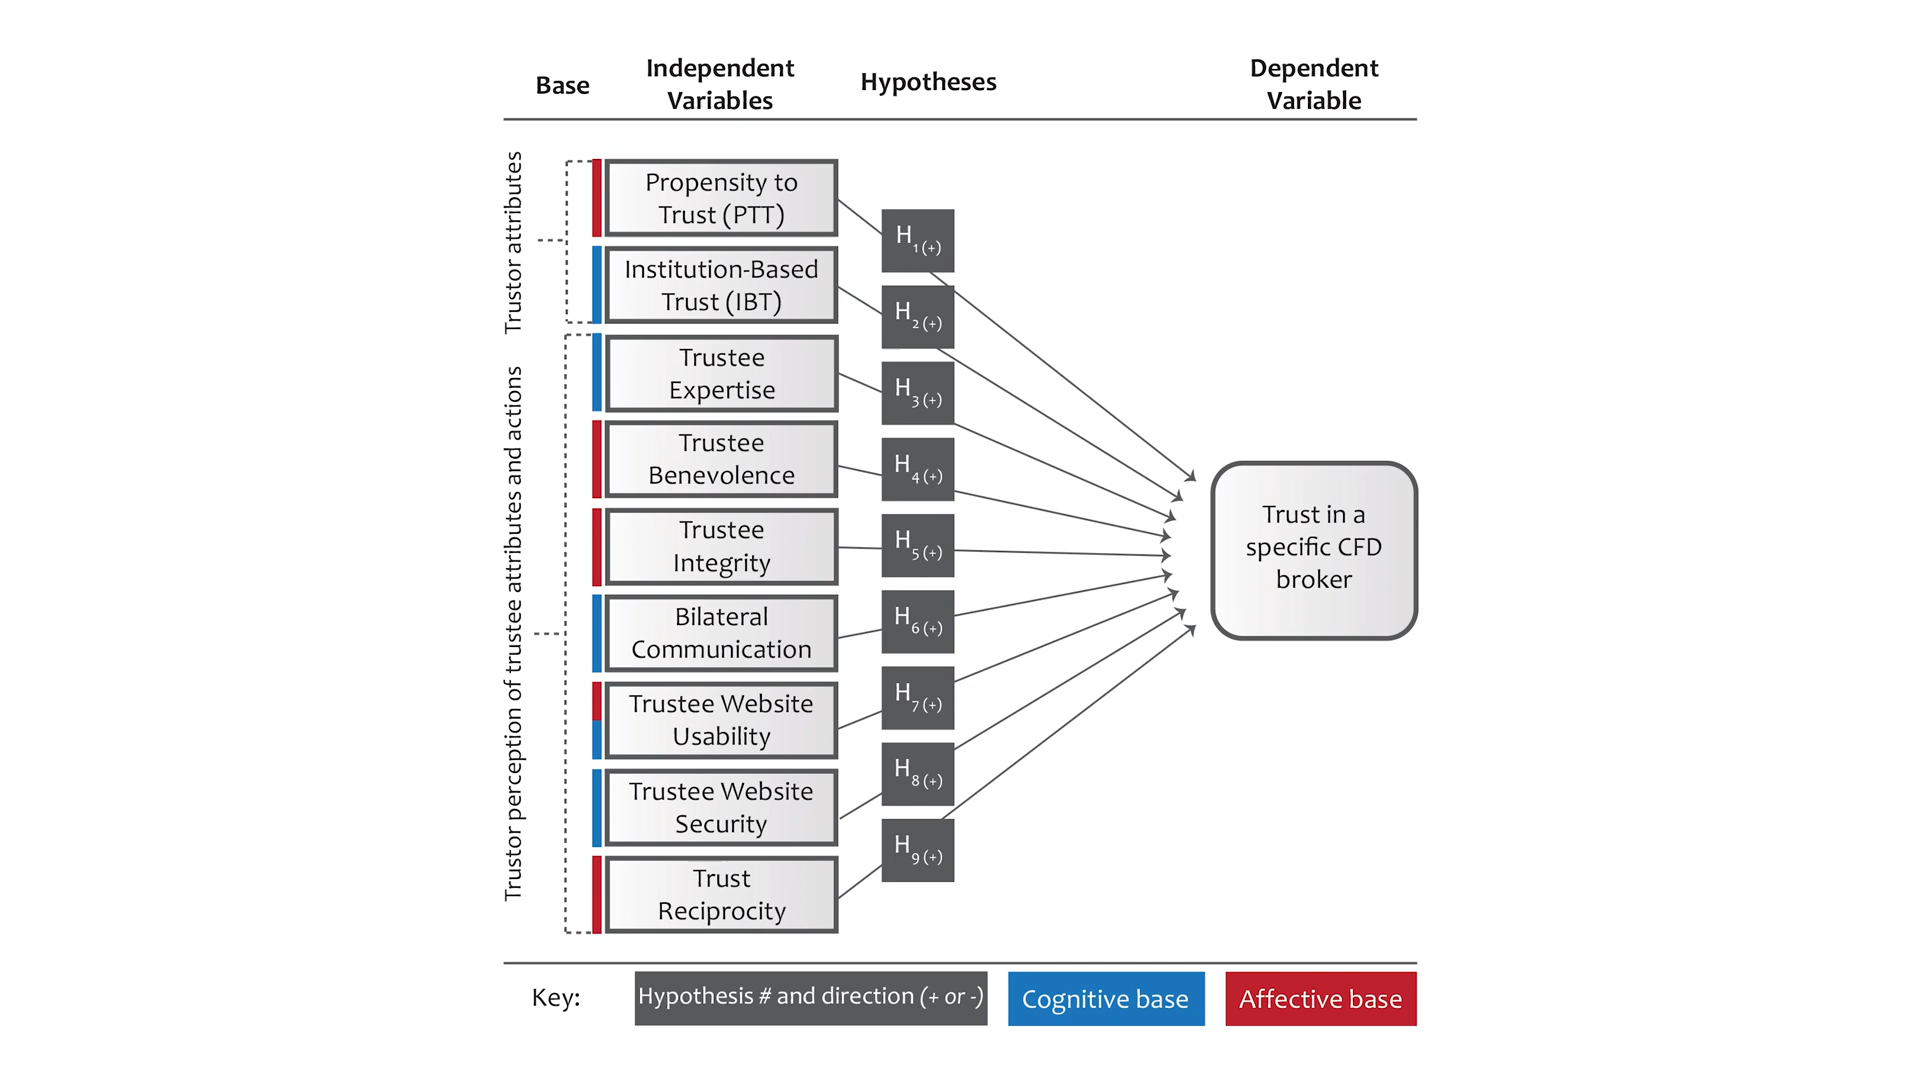 Base
Independent
Variables
Hypotheses
Dependent
Variable
Trustor attributes
Trustor perception of trustee attributes and actions
Propensity to
Trust (PTT)
Institution-Based
Trust (IBT)
Trustee
Expertise
Trustee
Benevolence
Trustee
Integrity
Bilateral
Communication
Trustee Website
Usability
Trustee Website
Security
Trust
Reciprocity
H1 (+)
H2 (+)
H3 (+)
H4 (+)
H5 (+)
H6 (+)
H7 (+)
H8 (+)
H9 (+)
Trust in a
specific CFD
broker
Key:
Hypothesis # and direction (+ or -)
Cognitive base
Affective base